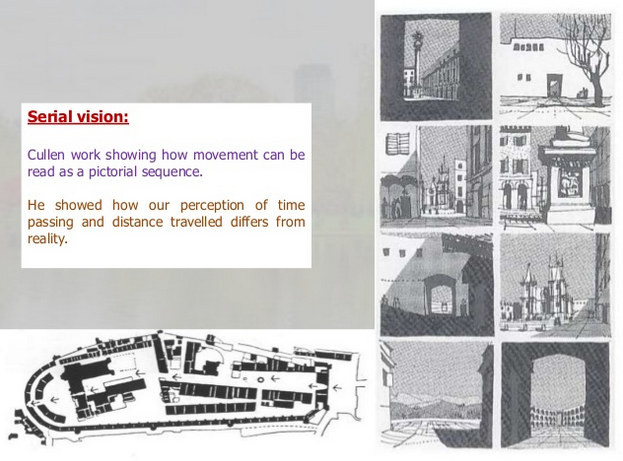 Serial vision:
Cullen work showing how movement can be
read as a pictorial sequence.
He showed how our perception of time
passing and distance travelled differs from
reality.